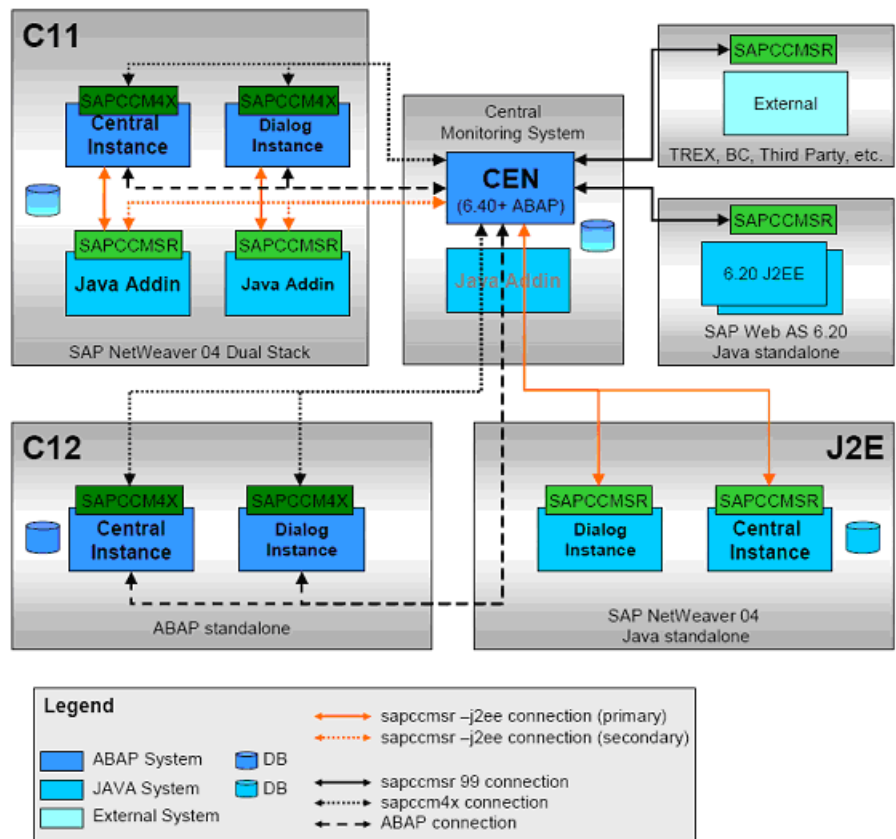 C11
SAPCCM4X
Central
Instance
SAPCCM4X
Dialog
Instance
SAPCCMSR
Java Addin
SAPCCMSR
Java Addin
SAP NetWeaver 04 Dual Stack
Central
Monitoring System
CEN
(6.40+ ABAP)
Java Addin
SAPCCMSR
External
TREX, BC, Third Party, etc.
SAPCCMSR
6.20 J2EE
SAP Web AS 6.20
Java standalone
C12
SAPCCM4X
Central
Instance
SAPCCM4X
Dialog
Instance
ABAP standalone
J2E
SAPCCMSR
Dialog
Instance
SAPCCMSR
Central
Instance
SAP NetWeaver 04
Java standalone
Legend
ABAP System
DB
JAVA System
DB
External System
sapccmsr –j2ee connection (primary)
sapccmsr –j2ee connection (secondary)
sapccmsr 99 connection
sapccm4x connection
ABAP connection